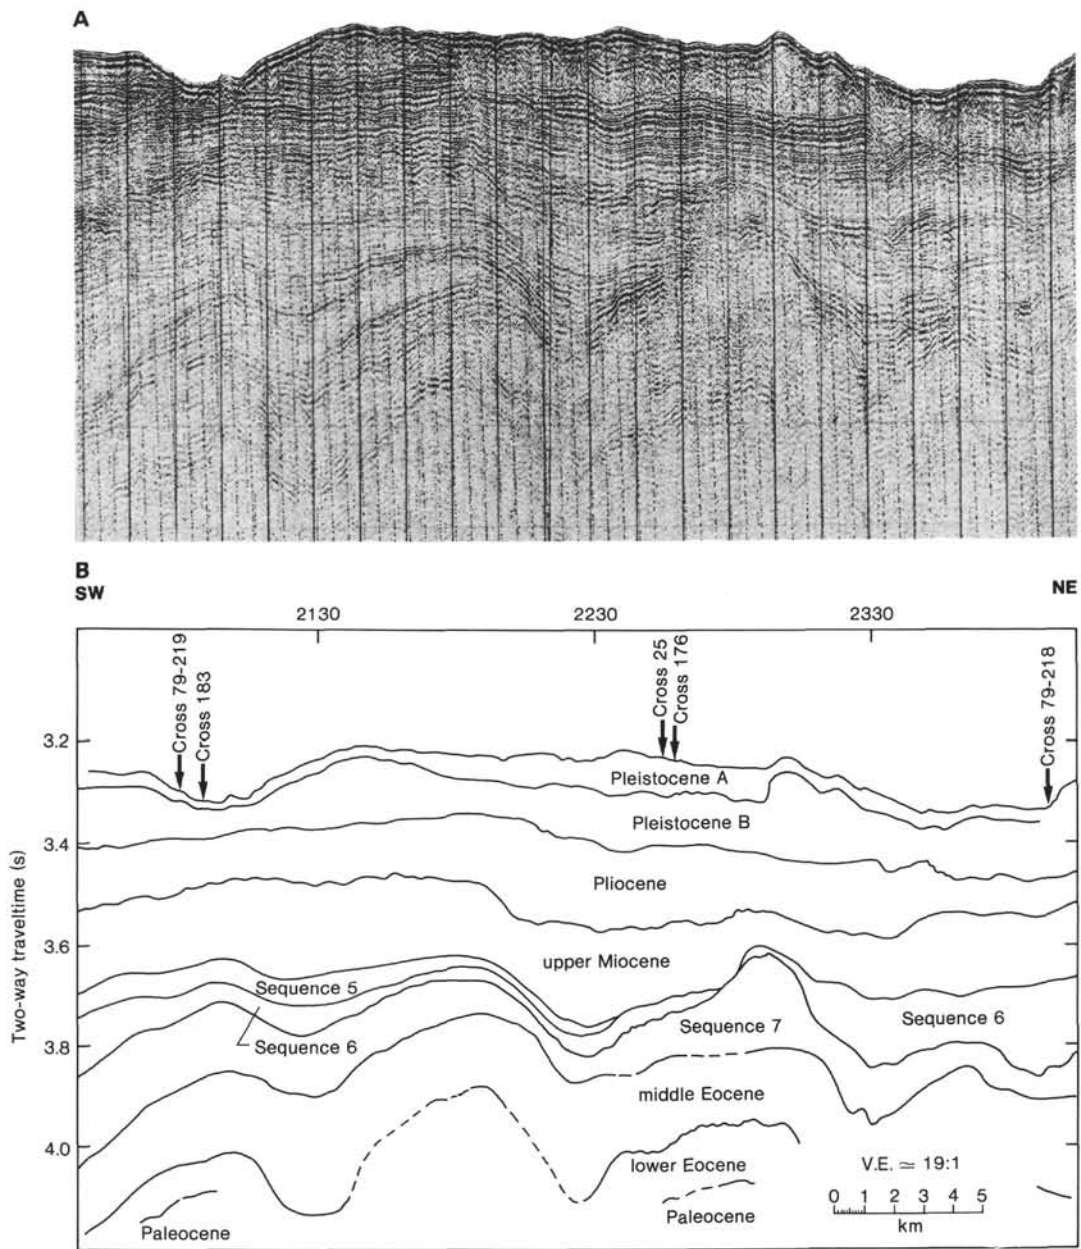 A
B
SW
NE
2130
2230
2330
Cross 79-219
Cross 183
Cross 25
Cross 176
Cross 79-218
Two-way traveltime (s)
3.2
3.4
3.6
3.8
4.0
Pleistocene A
Pleistocene B
Pliocene
upper Miocene
Sequence 5
Sequence 6
Sequence 7
Sequence 6
middle Eocene
lower Eocene
Paleocene
Paleocene
V.E. ≃ 19:1
0 1 2 3 4 5
km